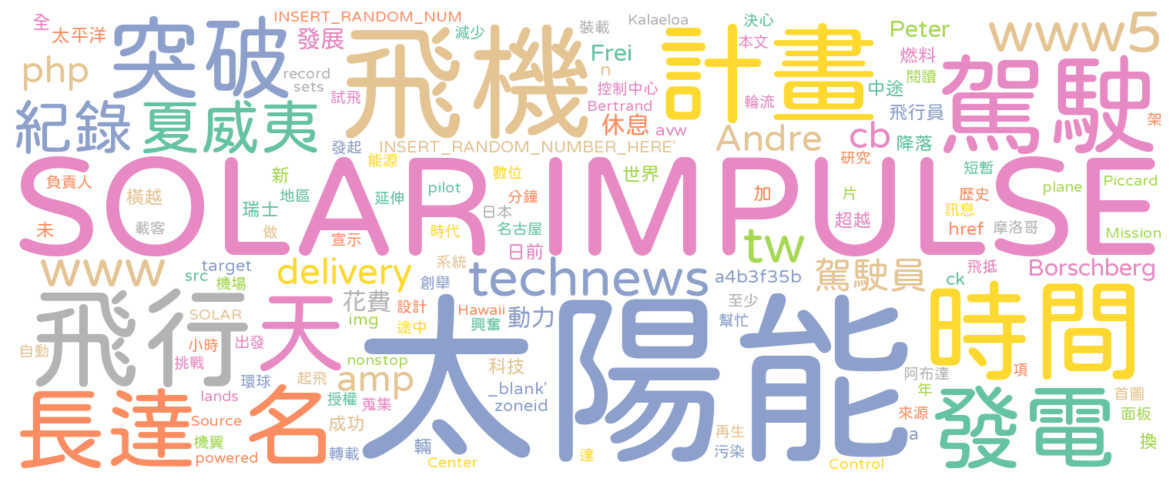 全
太平洋
突破
INSERT_RANDOM_NUM
發展
減少
飛機
裝載
Kalaeloa
決心
計畫
本文
Peter
www5
php
record
sets
試飛
Frei
n
控制中心
Bertrand
輪流
燃料
閱讀
中途
駕駛
紀錄
夏威夷
發起
INSERT_RANDOM_NUMBER_HERE'
休息
avw
Andre
cb
飛行員
降落
架
能源
數位
研究
短暫
SOLAR IMPULSE
負責人
橫越
新
地區
延伸
pilot
分鐘
世界
加
片
歷史
plane
Piccard
未
載客
瑞士
做
宣示
時代
日本
名古屋
日前
超越
訊息
href
摩洛哥
Mission
tw
www
src
target
機場
delivery
系統
創舉
technews
a4b3f35b
駕駛員
飛抵
ck
Borschberg
飛行
SOLAR
小時
出發
天
花費
設計
Hawaii
興奮
動力
至少
幫忙
img
途中
時間
自動
挑戰
環球
起飛
nonstop
科技
太陽能
阿布達
項
年
首圖
lands
授權
蒐集
amp
_blank'
zoneid
長達
Source
名
成功
來源
發電
面板
機翼
powered
轉載
輛
再生
a
換
污染
Center
達
Control